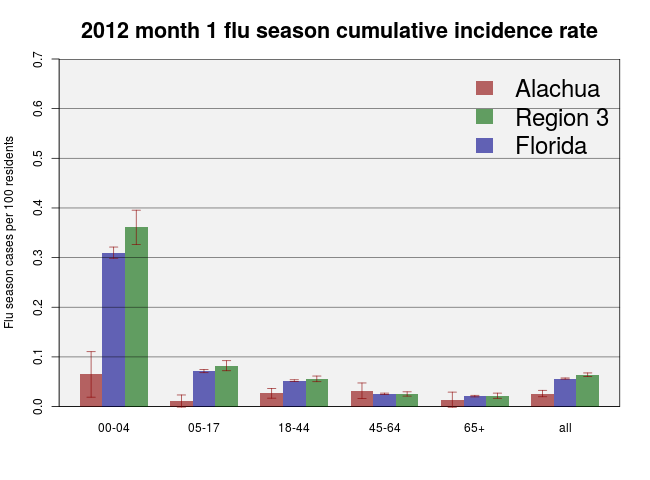 2012 month 1 flu season cumulative incidence rate
Flu season cases per 100 residents
0.7
0.6
0.5
0.4
0.3
0.2
0.1
0.0
Alachua
Region 3
Florida
00-04 05-17 18-44 45-64 65+ all